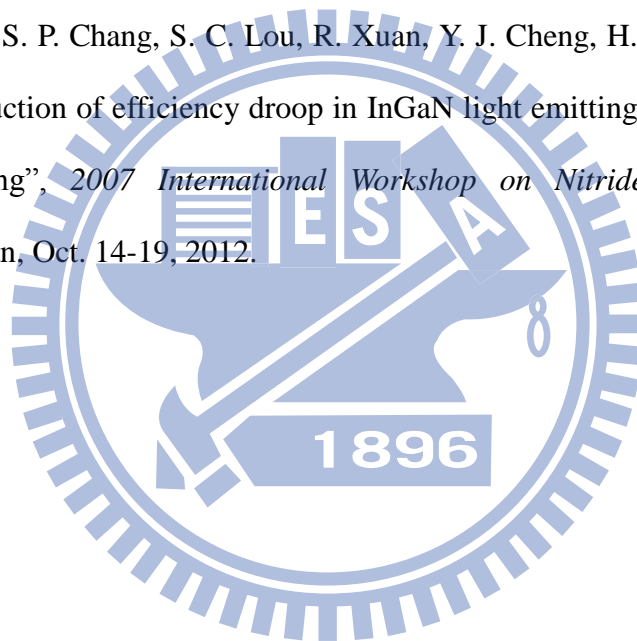 S. P. Chang, S. C. Lou, R. Xuan, Y. J. Cheng, H.
uction of efficiency droop in InGaN light emitting
ng”, 2007 International Workshop on Nitride
n, Oct. 14-19, 2012.
E S A
1896